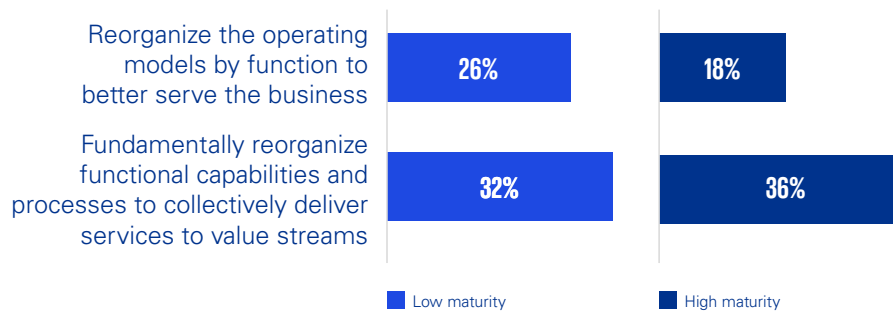 Reorganize the operating
models by function to
better serve the business
26%
18%
Fundamentally reorganize
functional capabilities and
processes to collectively deliver
services to value streams
32%
36%
Low maturity
High maturity